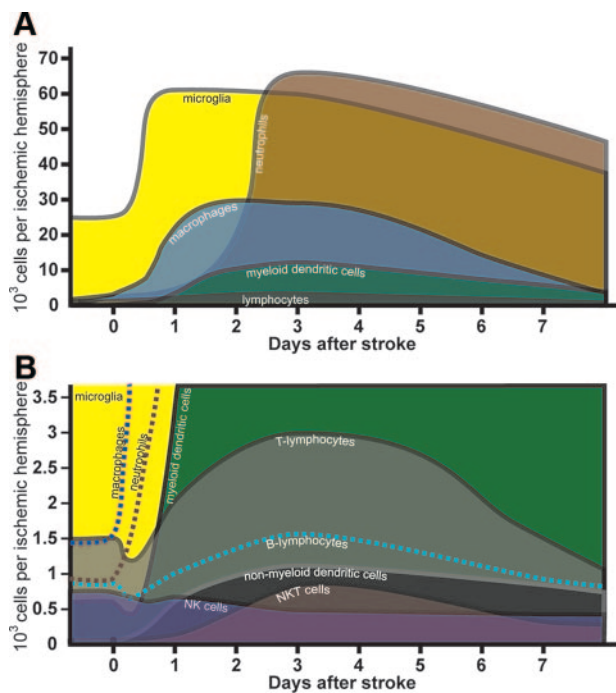 A
10³ cells per ischemic hemisphere
70
60
50
40
30
20
10
0
microglia
neutrophils
macrophages
myeloid dendritic cells
lymphocytes
0 1 2 3 4 5 6 7
Days after stroke
B
10³ cells per ischemic hemisphere
3.5
3
2.5
2
1.5
1
0.5
0
microglia
macrophages
neutrophils
myeloid dendritic cells
T-lymphocytes
B-lymphocytes
non-myeloid dendritic cells
NK cells
NKT cells
0 1 2 3 4 5 6 7
Days after stroke